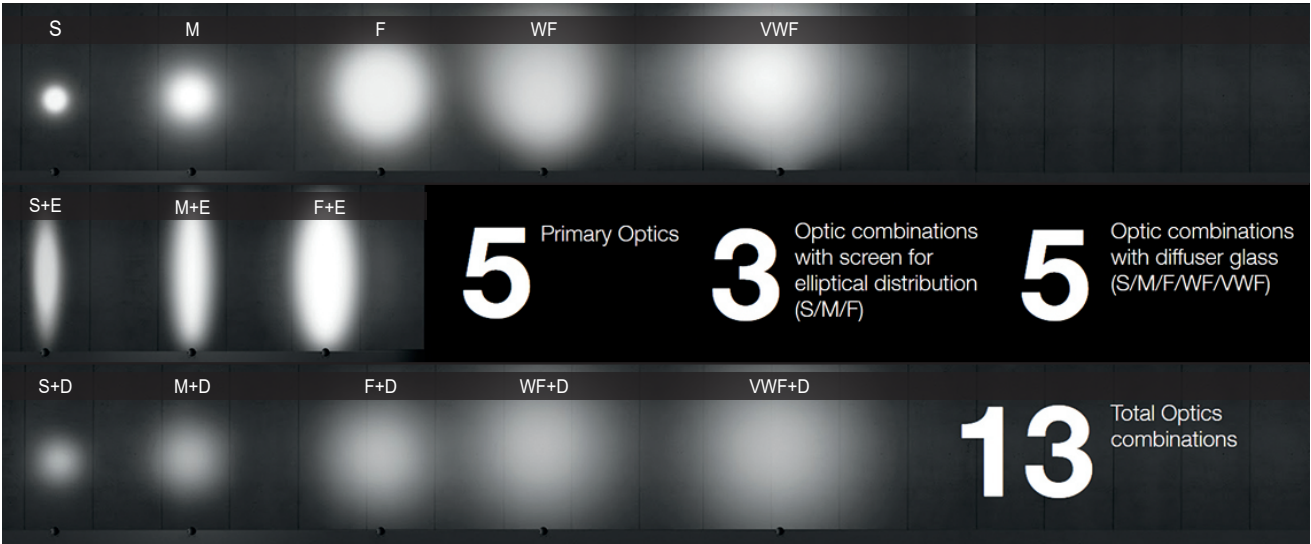 S M F WF VWF
S+E M+E F+E
5 Primary Optics
3 Optic combinations
with screen for
elliptical distribution
(S/M/F)
5 Optic combinations
with diffuser glass
(S/M/F/WF/VWF)
S+D M+D F+D WF+D VWF+D
13 Total Optics
combinations